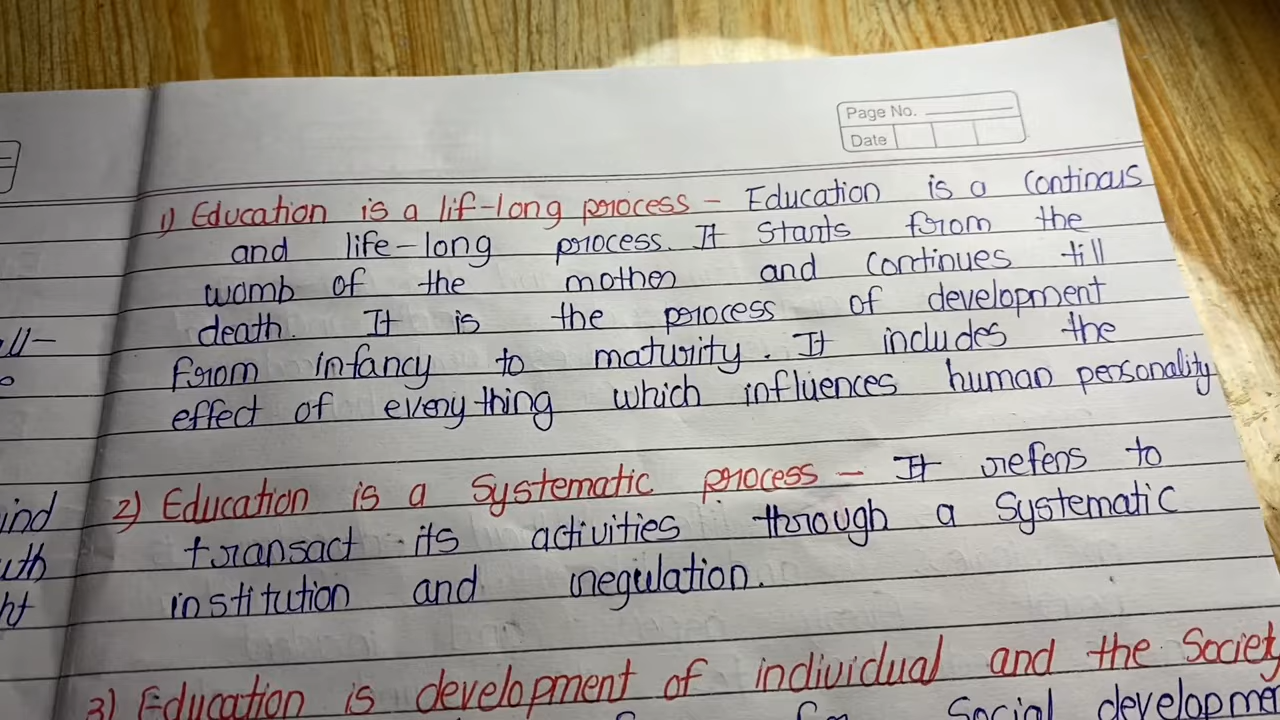 Page No.
Date
1) Education is a lif-long process - Education is a continous
and life-long process. It starts from the
womb of the mother and continues till
death. It is the process of development
from infancy to maturity. It includes the
effect of everything which influences human personality
2) Education is a Systematic process - It refers to
transact its activities through a Systematic
institution and regulation.
3) Education is development of individual and the Society
Social